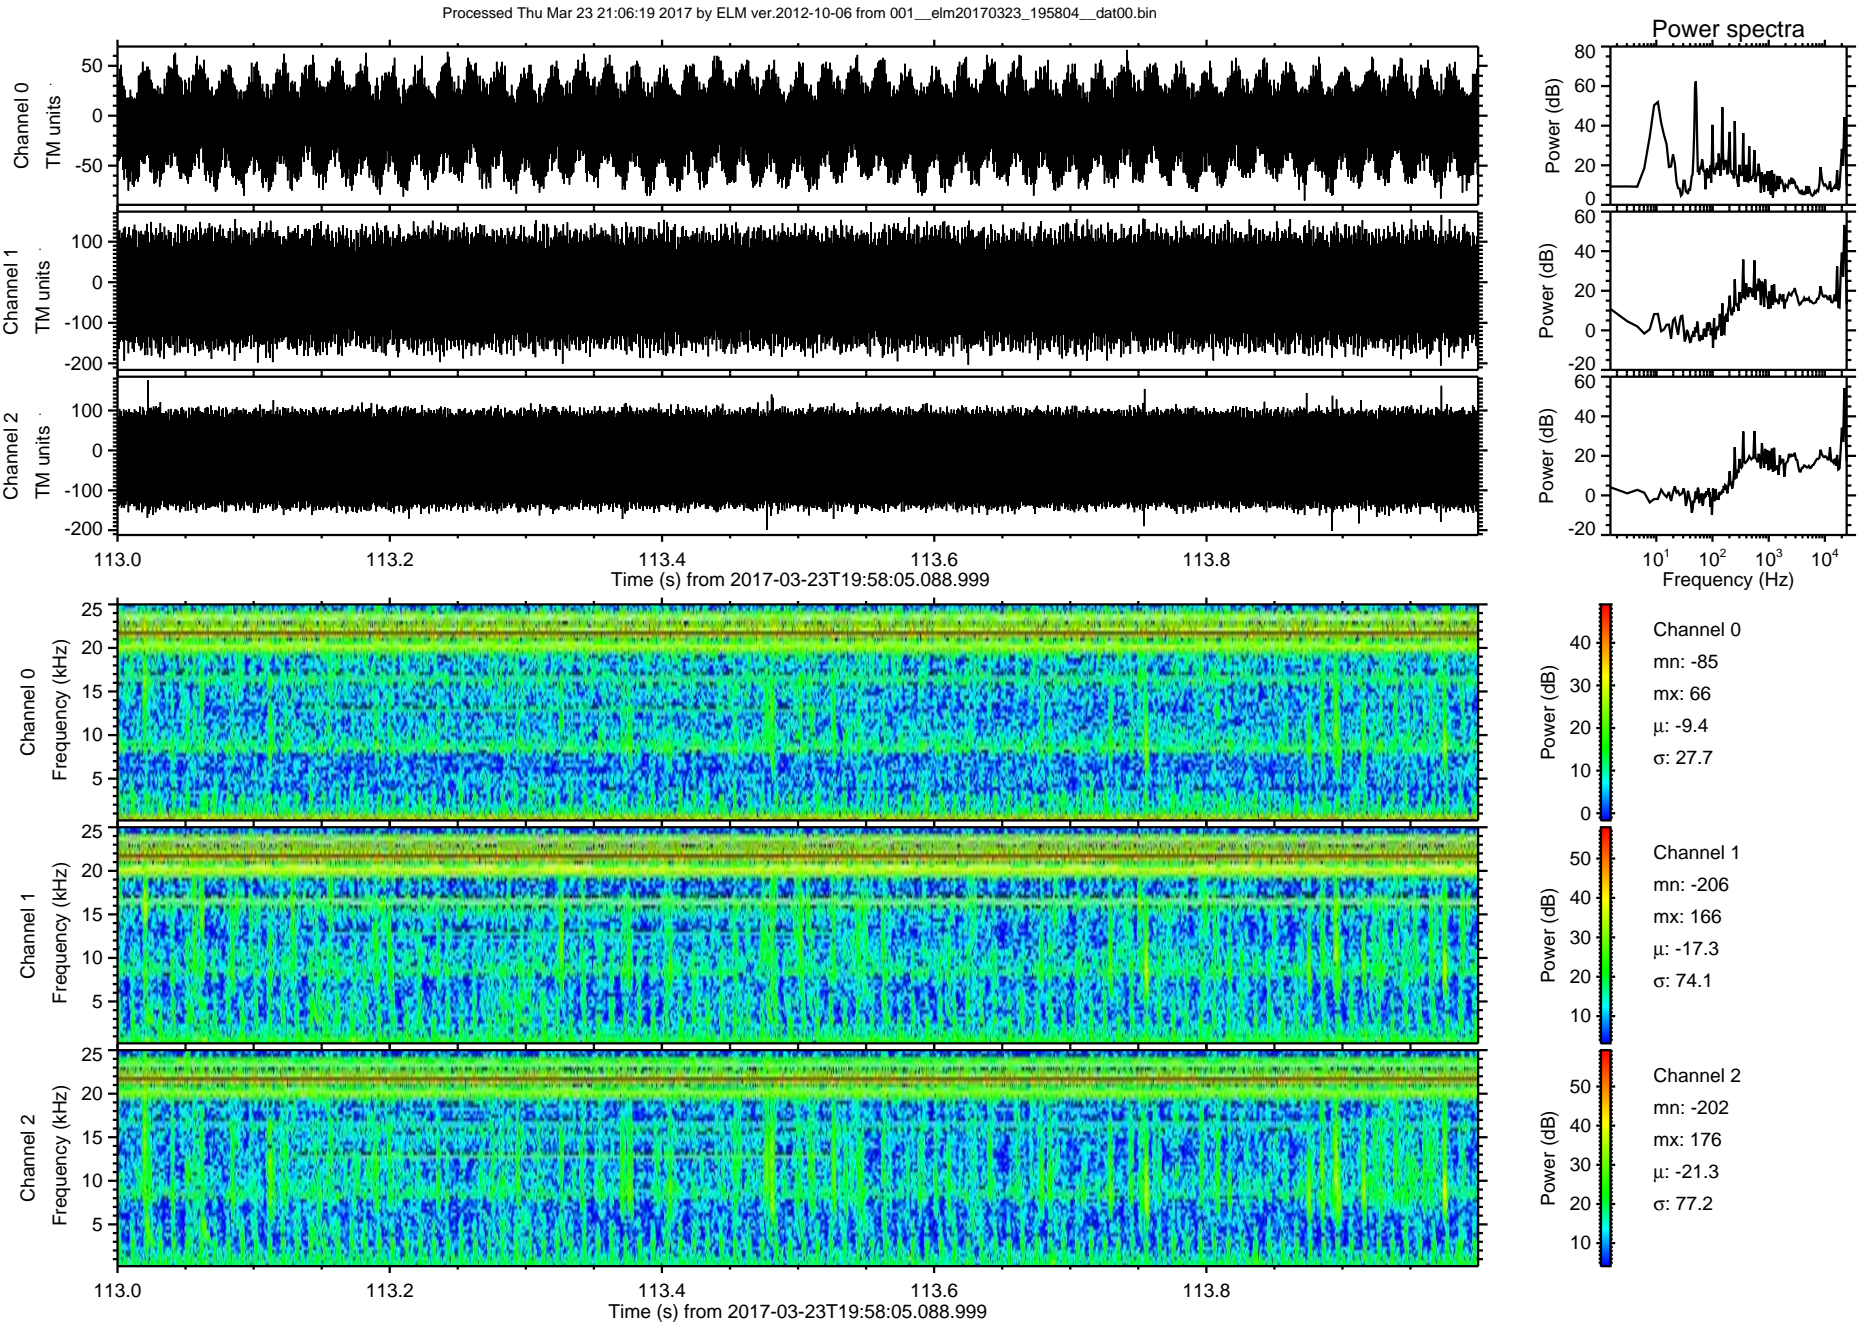 Processed Thu Mar 23 21:06:19 2017 by ELM ver.2012-10-06 from 001__elm20170323_195804__dat00.bin
Power spectra
Channel 0
TM units
50
0
-50
Power (dB)
80
60
40
20
0
Channel 1
TM units
100
0
-100
-200
Power (dB)
60
40
20
0
-20
Channel 2
TM units
100
0
-100
-200
Power (dB)
60
40
20
0
-20
113.0 113.2 113.4 113.6 113.8
Time (s) from 2017-03-23T19:58:05.088.999
10^1 10^2 10^3 10^4
Frequency (Hz)
Channel 0
Frequency (kHz)
25
20
15
10
5
Power (dB)
40
30
20
10
0
Channel 0
mn: -85
mx: 66
µ: -9.4
σ: 27.7
Channel 1
Frequency (kHz)
25
20
15
10
5
Power (dB)
50
40
30
20
10
Channel 1
mn: -206
mx: 166
µ: -17.3
σ: 74.1
Channel 2
Frequency (kHz)
25
20
15
10
5
Power (dB)
50
40
30
20
10
Channel 2
mn: -202
mx: 176
µ: -21.3
σ: 77.2
113.0 113.2 113.4 113.6 113.8
Time (s) from 2017-03-23T19:58:05.088.999